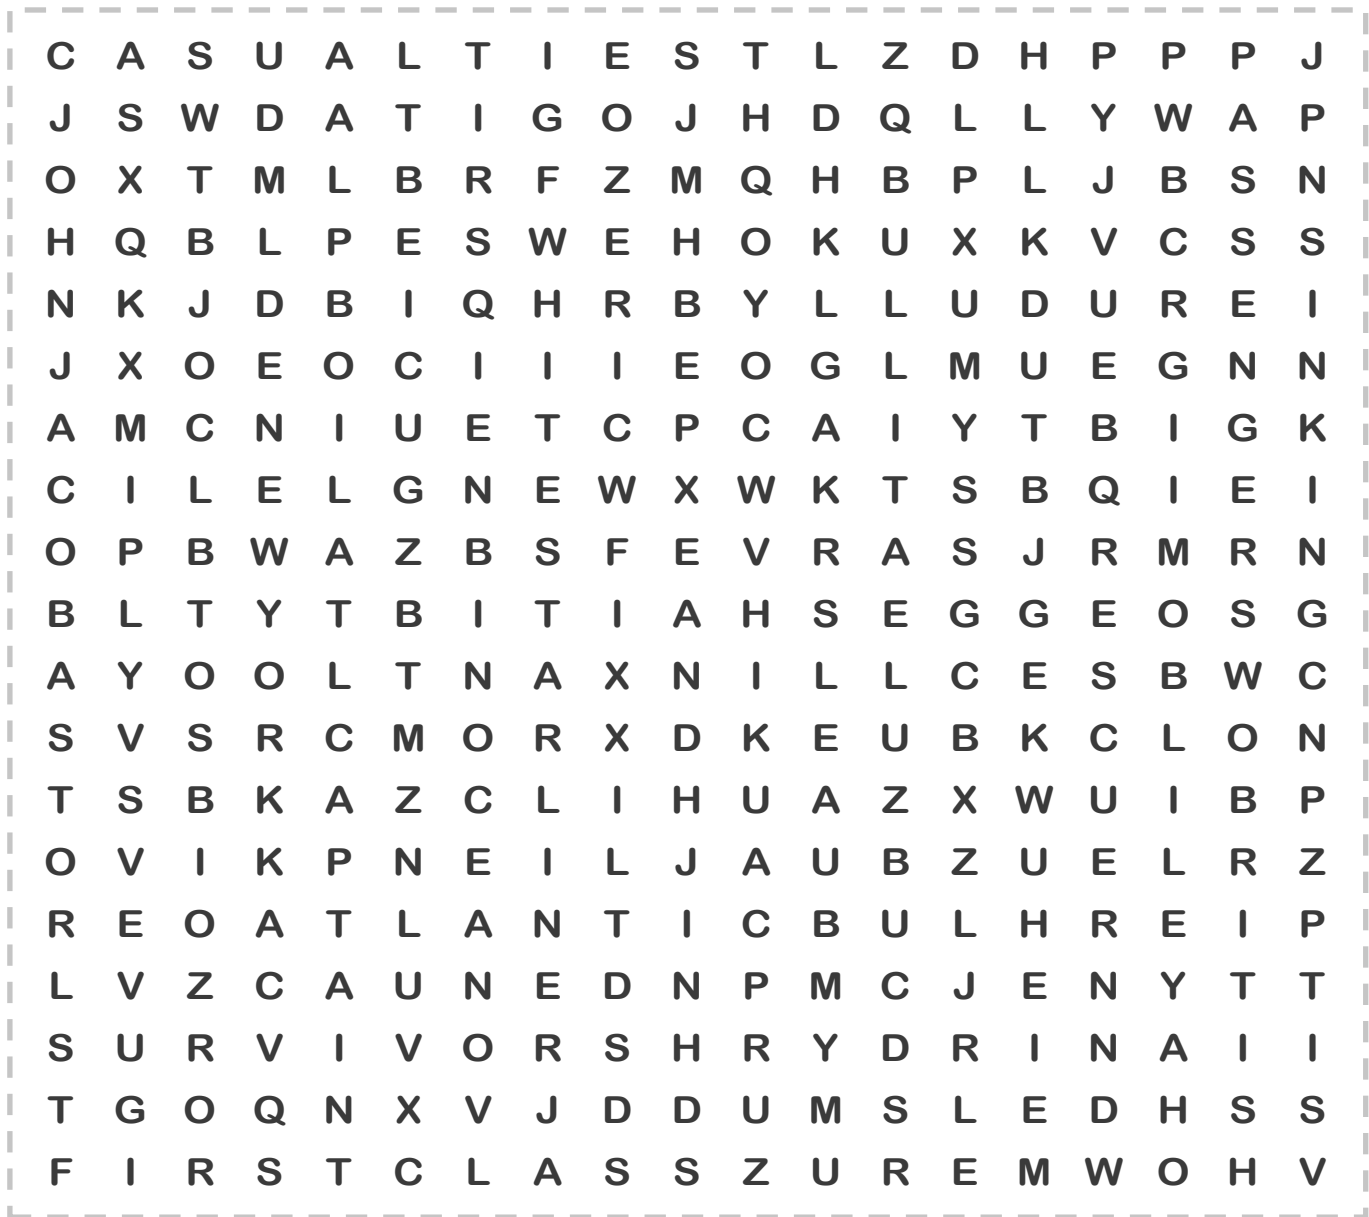 C A S U A L T I E S T L Z D H P P P J
J S W D A T I G O J H D Q L L Y W A P
O X T M L B R F Z M Q H B P L J B S N
H Q B L P E S W E H O K U X K V C S S
N K J D B I Q H R B Y L L U D U R E I
J X O E O C I I I E O G L M U E G N N
A M C N I U E T C P C A I Y T B I G K
C I L E L G N E W X W K T S B Q I E I
O P B W A Z B S F E V R A S J R M R N
B L T Y T B I T I A H S E G G E O S G
A Y O O L T N A X N I L L C E S B W C
S V S R C M O R X D K E U B K C L O N
T S B K A Z C L I H U A Z X W U I B P
O V I K P N E I L J A U B Z U E L R Z
R E O A T L A N T I C B U L H R E I P
L V Z C A U N E D N P M C J E N Y T T
S U R V I V O R S H R Y D R I N A I I
T G O Q N X V J D D U M S L E D H S S
F I R S T C L A S S Z U R E M W O H V